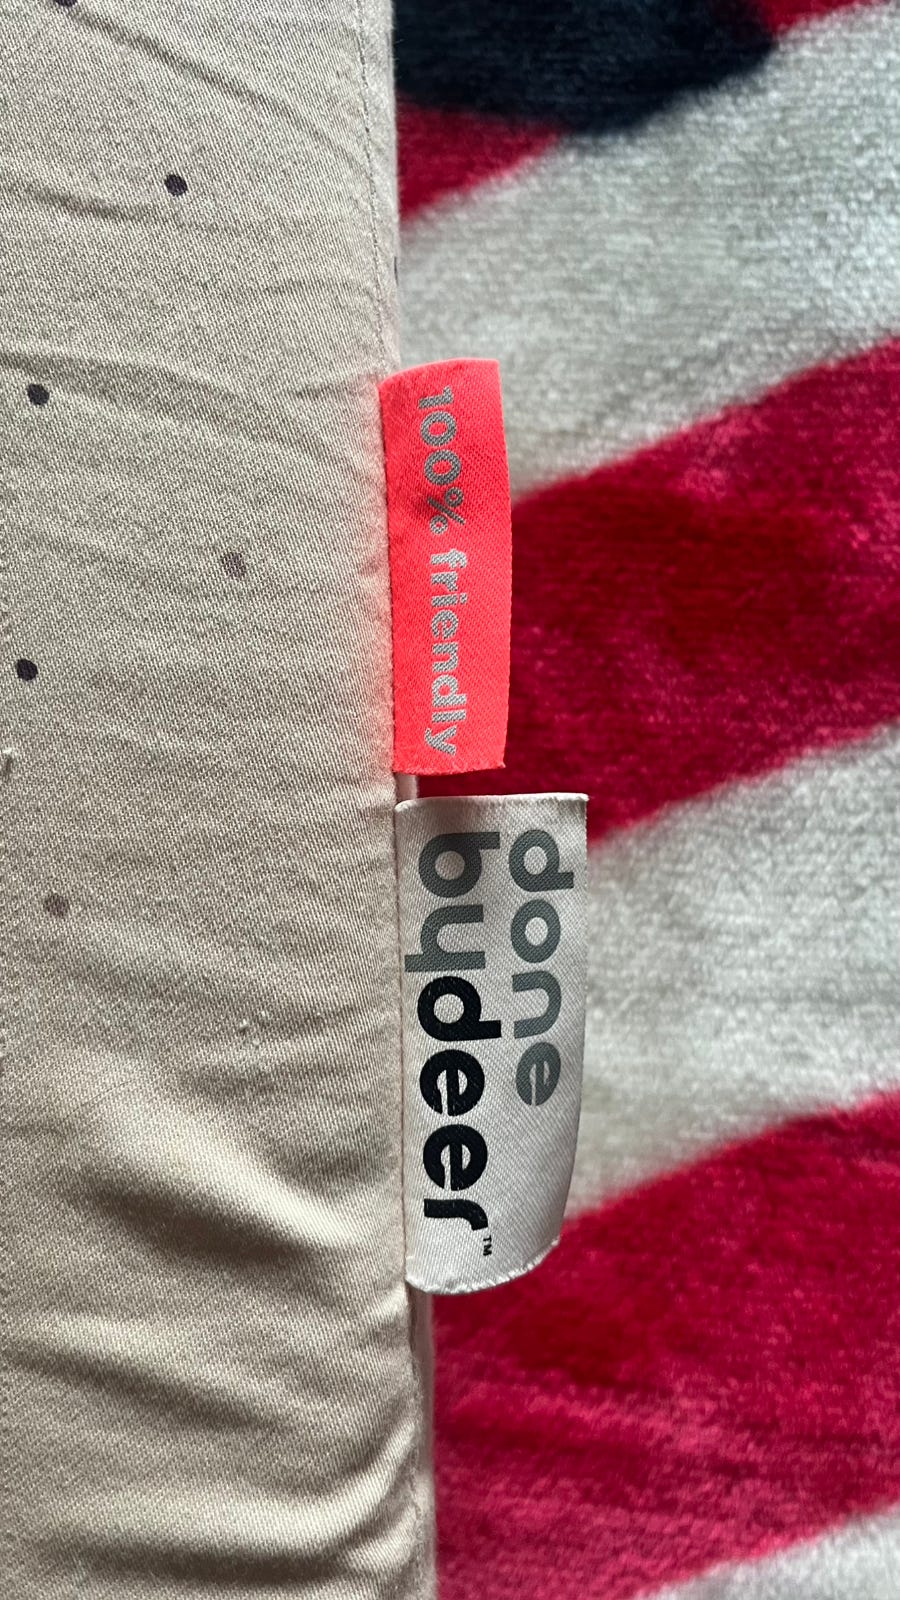 100% friendly
done
bydeer™